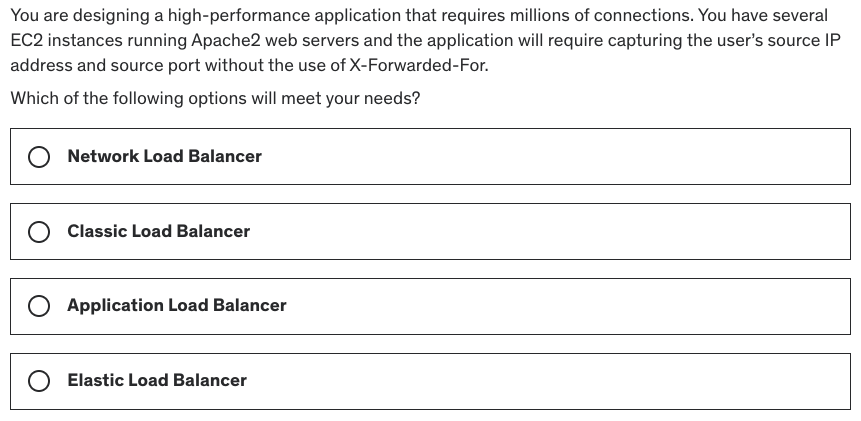 You are designing a high-performance application that requires millions of connections. You have several
EC2 instances running Apache2 web servers and the application will require capturing the user’s source IP
address and source port without the use of X-Forwarded-For.
Which of the following options will meet your needs?
Network Load Balancer
Classic Load Balancer
Application Load Balancer
Elastic Load Balancer